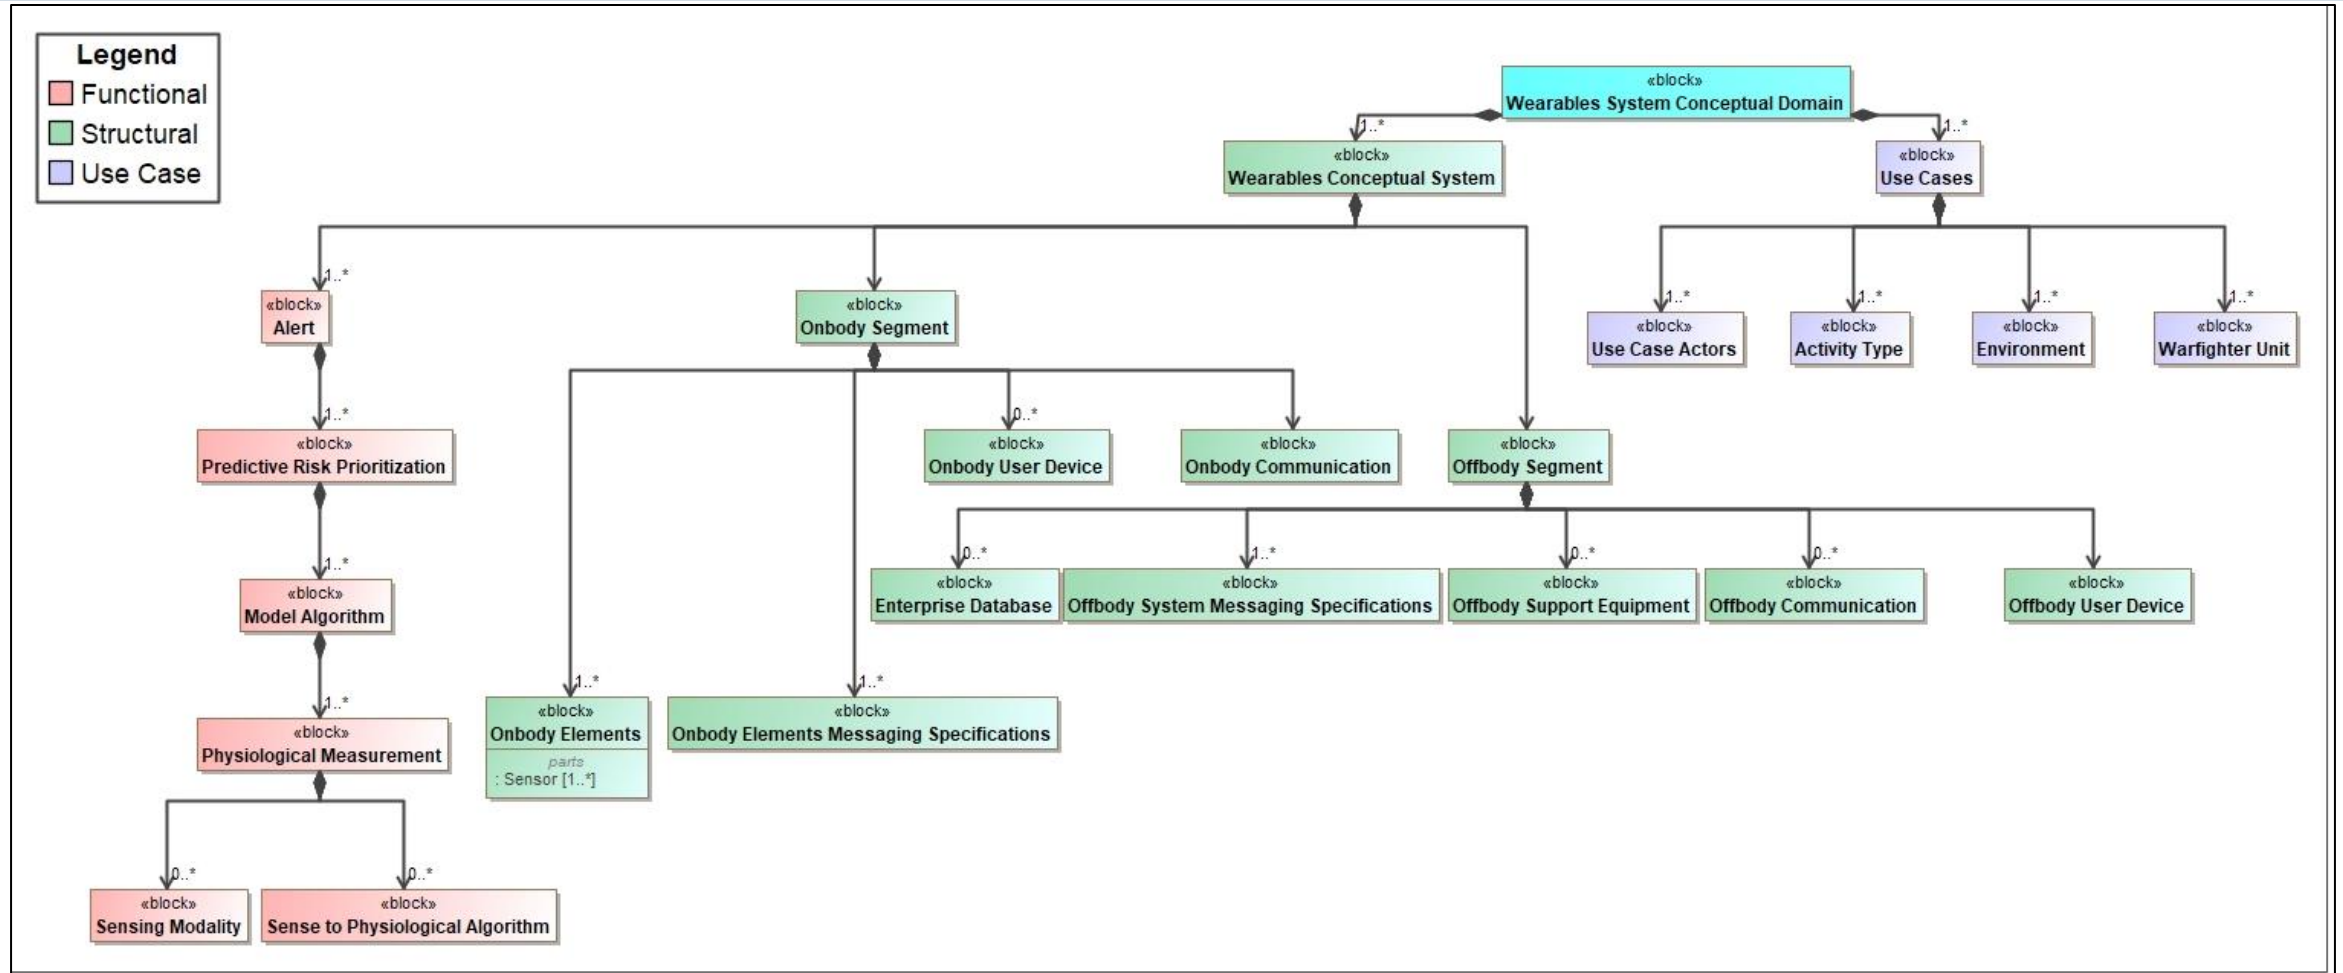 Legend
Functional
Structural
Use Case
«block»
Wearables System Conceptual Domain
1..*
1..*
«block»
Wearables Conceptual System
«block»
Use Cases
1..*
«block»
Alert
«block»
Onbody Segment
1..*
1..*
1..*
1..*
«block»
Use Case Actors
«block»
Activity Type
«block»
Environment
«block»
Warfighter Unit
1..*
«block»
Predictive Risk Prioritization
0..*
«block»
Onbody User Device
«block»
Onbody Communication
«block»
Offbody Segment
0..*
1..*
0..*
0..*
«block»
Enterprise Database
«block»
Offbody System Messaging Specifications
«block»
Offbody Support Equipment
«block»
Offbody Communication
«block»
Offbody User Device
1..*
«block»
Model Algorithm
1..*
1..*
«block»
Onbody Elements
parts
: Sensor [1..*]
«block»
Onbody Elements Messaging Specifications
1..*
«block»
Physiological Measurement
0..*
0..*
«block»
Sensing Modality
«block»
Sense to Physiological Algorithm